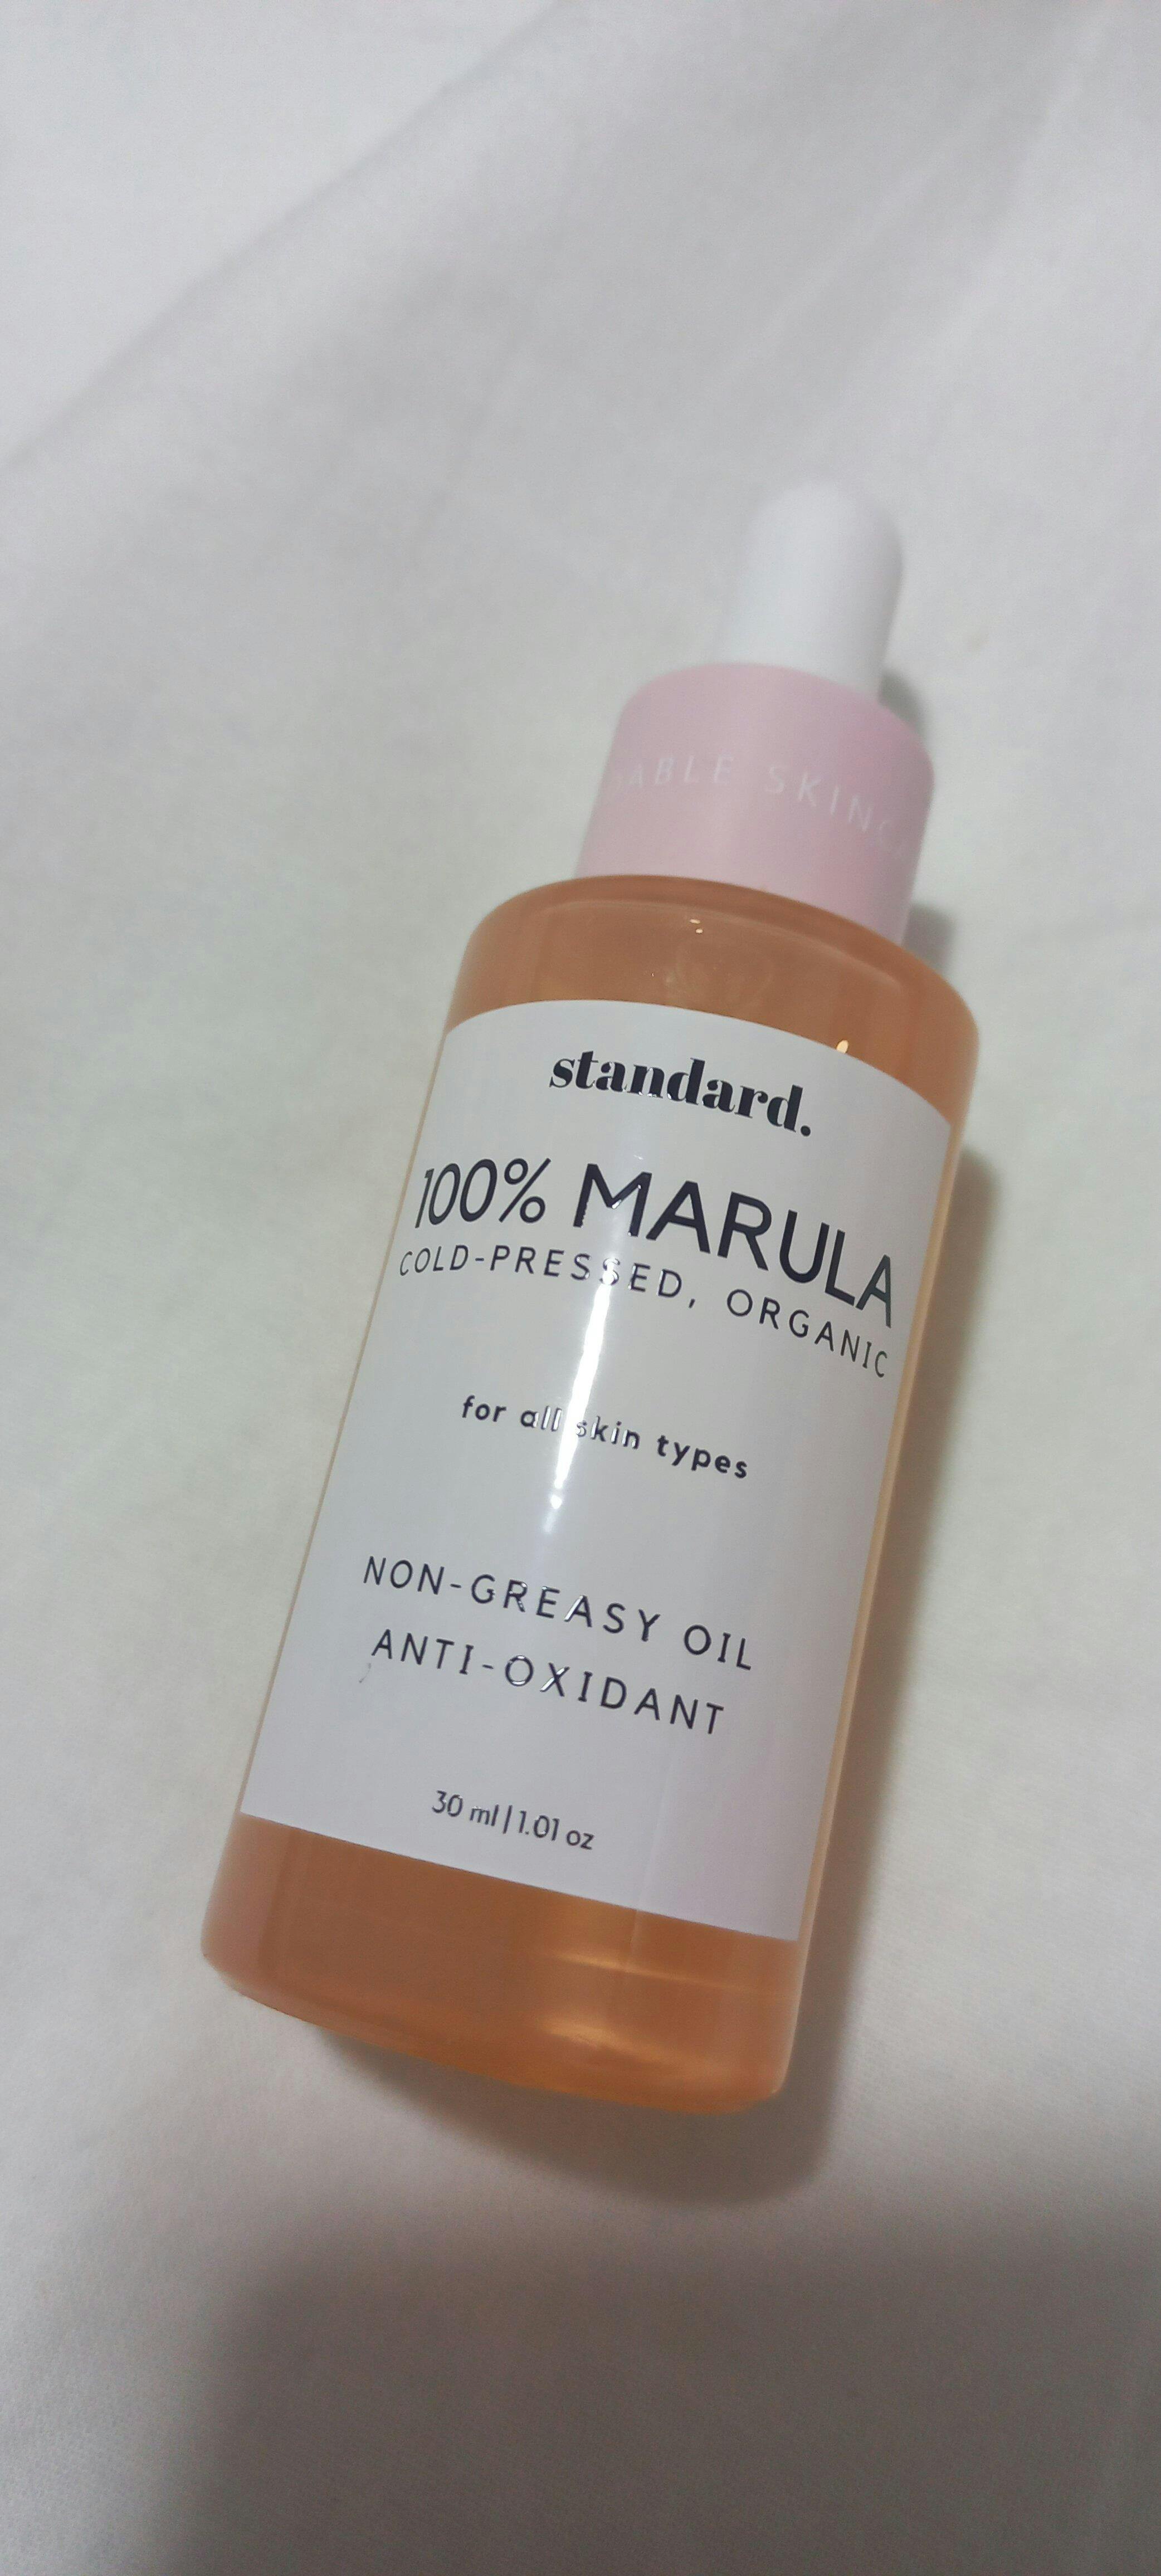 SKIN
standard.
100% MARULA
COLD-PRESSED, ORGANIC
for all skin types
NON-GREASY OIL
ANTI-OXIDANT
30 ml | 1.01 oz